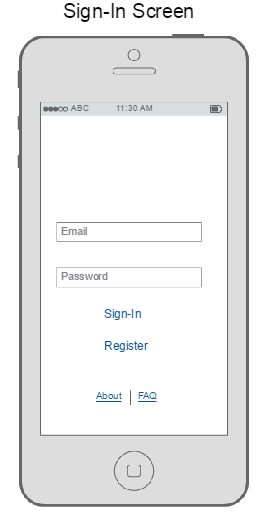 Sign-In Screen
ABC 11:30 AM
Email
Password
Sign-In
Register
About | FAQ